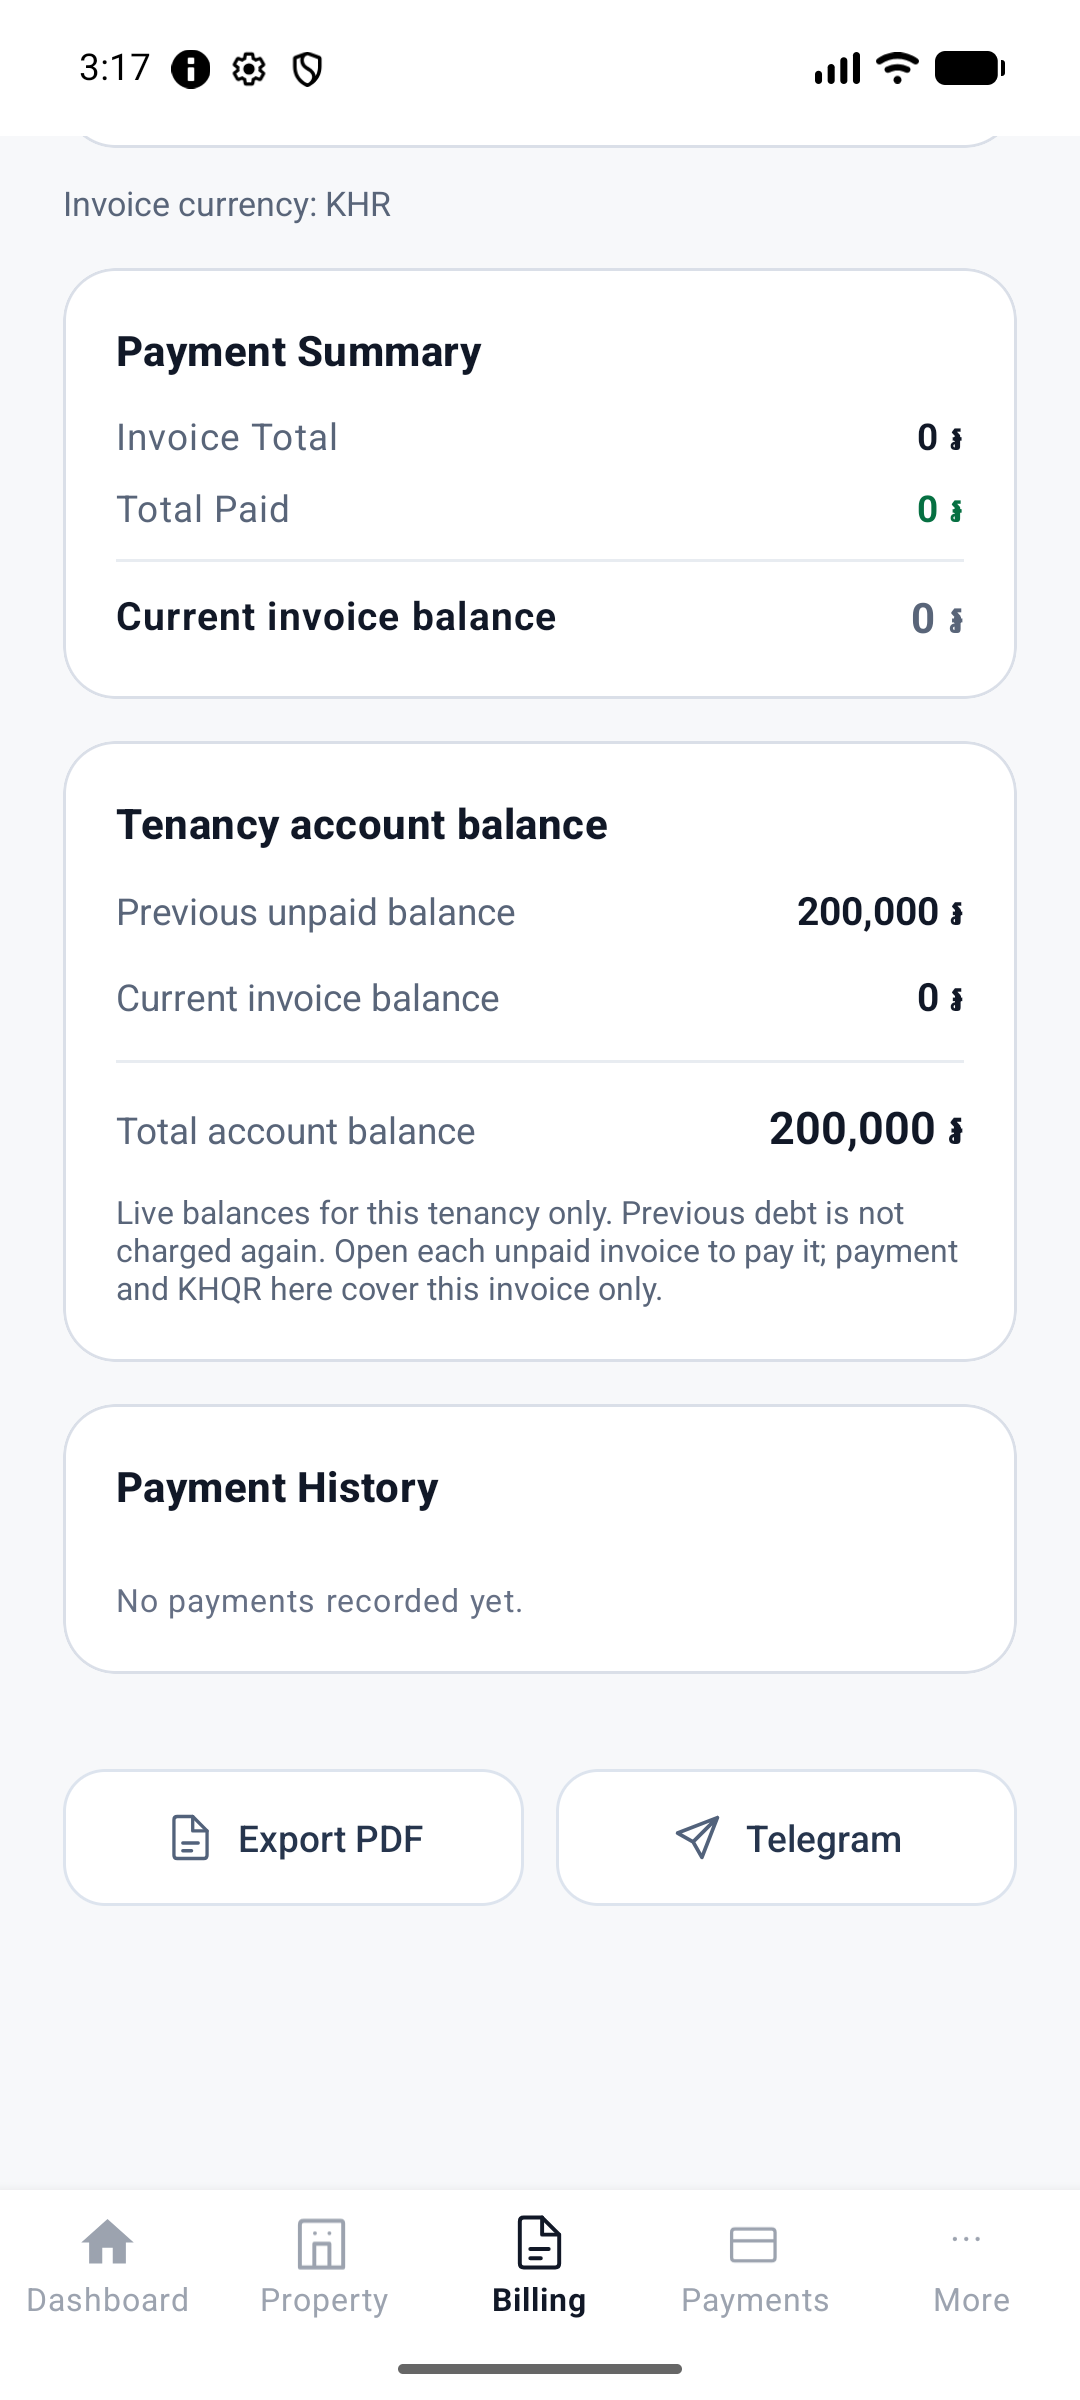 3:17
Invoice currency: KHR
Payment Summary
Invoice Total 0 ៛
Total Paid 0 ៛
Current invoice balance 0 ៛
Tenancy account balance
Previous unpaid balance 200,000 ៛
Current invoice balance 0 ៛
Total account balance 200,000 ៛
Live balances for this tenancy only. Previous debt is not
charged again. Open each unpaid invoice to pay it; payment
and KHQR here cover this invoice only.
Payment History
No payments recorded yet.
Export PDF Telegram
Dashboard Property Billing Payments More